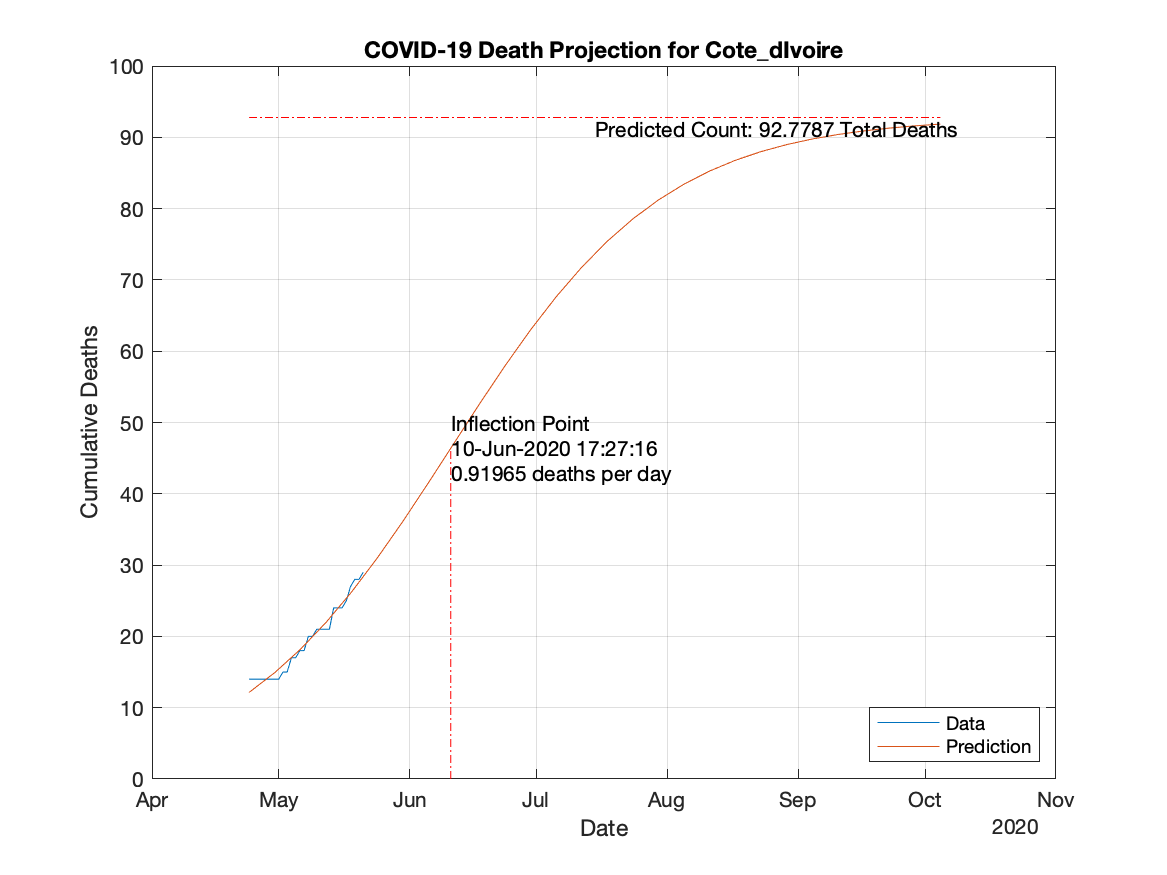 COVID-19 Death Projection for Cote_dIvoire
100
90
80
70
60
50
40
30
20
10
0
Cumulative Deaths
Predicted Count: 92.7787 Total Deaths
Inflection Point
10-Jun-2020 17:27:16
0.91965 deaths per day
Data
Prediction
Apr May Jun Jul Aug Sep Oct Nov
Date
2020